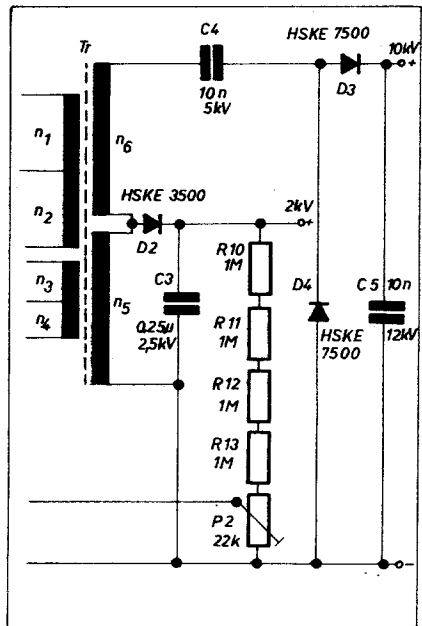 Tr
C4
10n
5kV
HSKE 7500
10kV
+
D3
n1
n6
n2
HSKE 3500
D2
2kV
+
n3
n4
n5
C3
0,25µ
2,5kV
R10
1M
R11
1M
R12
1M
R13
1M
P2
22k
D4
HSKE
7500
C5 10n
12kV
-